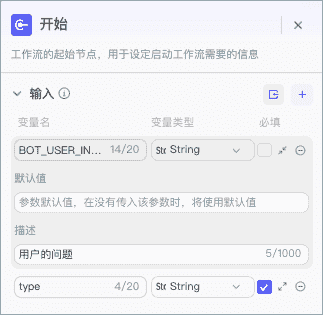 开始
工作流的起始节点，用于设定启动工作流需要的信息
输入
变量名 变量类型 必填
BOT_USER_IN... 14/20 Str. String
默认值
参数默认值，在没有传入该参数时，将使用默认值
描述
用户的问题 5/1000
type 4/20 Str. String